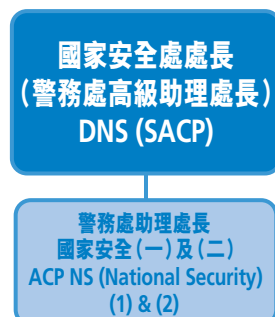 國家安全處處長
（警務處高級助理處長）
DNS (SACP)
警務處助理處長
國家安全（一）及（二）
ACP NS (National Security)
(1) & (2)